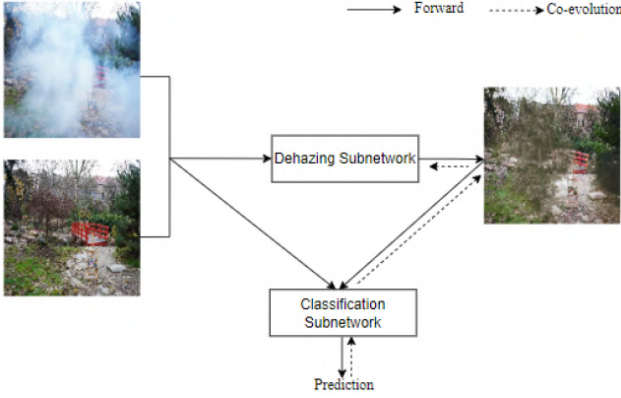 Forward
Co-evolution
Dehazing Subnetwork
Classification
Subnetwork
Prediction